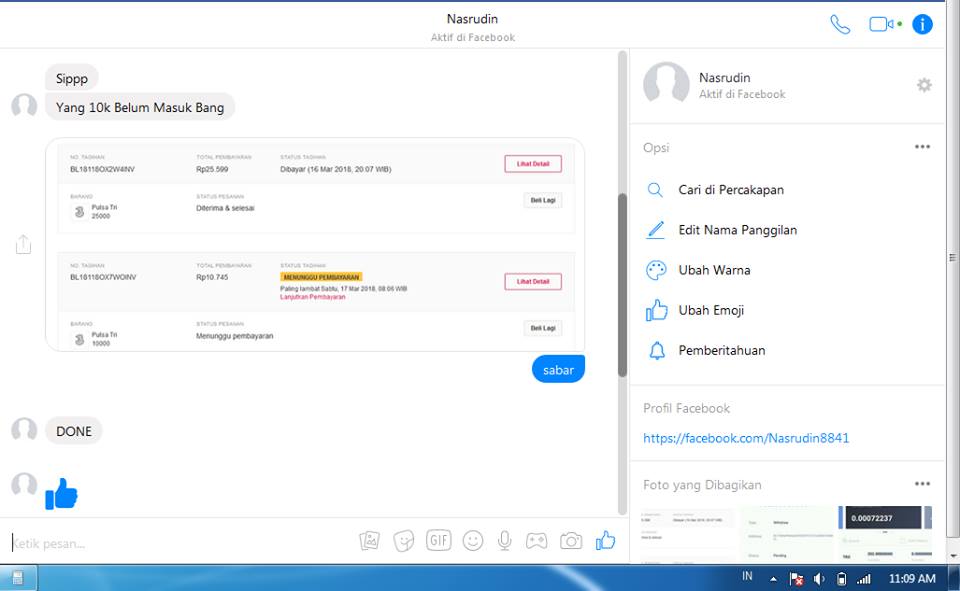 Nasrudin
Aktif di Facebook
Sippp
Yang 10k Belum Masuk Bang
NO. TAGIHAN
TOTAL PEMBAYARAN
STATUS TAGIHAN
BL18118OX2W4INV
Rp25.599
Dibayar (16 Mar 2018, 20:07 WIB)
Lihat Detail
BARANG
STATUS PESANAN
Pulsa Tri
25000
Diterima & selesai
Beli Lagi
NO. TAGIHAN
TOTAL PEMBAYARAN
STATUS TAGIHAN
BL18118OX7WOINV
Rp10.745
MENUNGGU PEMBAYARAN
Paling lambat Sabtu, 17 Mar 2018, 08:06 WIB
Lanjutkan Pembayaran
Lihat Detail
BARANG
STATUS PESANAN
Pulsa Tri
10000
Menunggu pembayaran
Beli Lagi
sabar
DONE
Ketik pesan...
GIF
Nasrudin
Aktif di Facebook
Opsi
Cari di Percakapan
Edit Nama Panggilan
Ubah Warna
Ubah Emoji
Pemberitahuan
Profil Facebook
https://facebook.com/Nasrudin8841
Foto yang Dibagikan
0.00072237
IN
11:09 AM